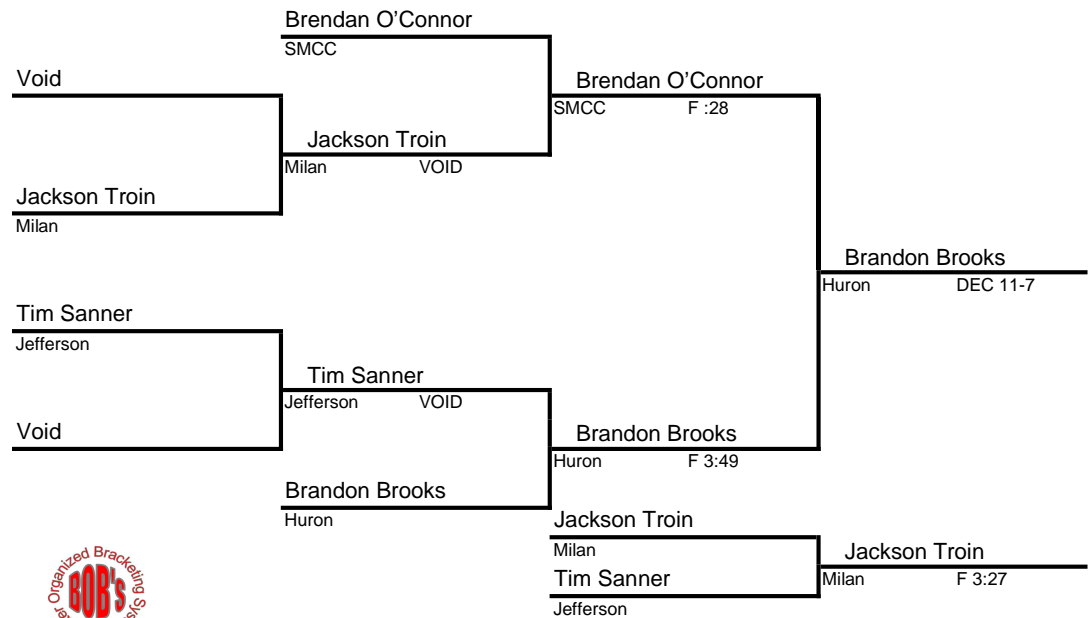 Brendan O’Connor
SMCC
Void
Brendan O’Connor
SMCC F :28
Jackson Troin
Milan VOID
Jackson Troin
Milan
Brandon Brooks
Huron DEC 11-7
Tim Sanner
Jefferson
Tim Sanner
Jefferson VOID
Void
Brandon Brooks
Huron F 3:49
Brandon Brooks
Huron
Jackson Troin
Milan
Jackson Troin
Milan F 3:27
Tim Sanner
Jefferson
Organized Bracketing
BOB's